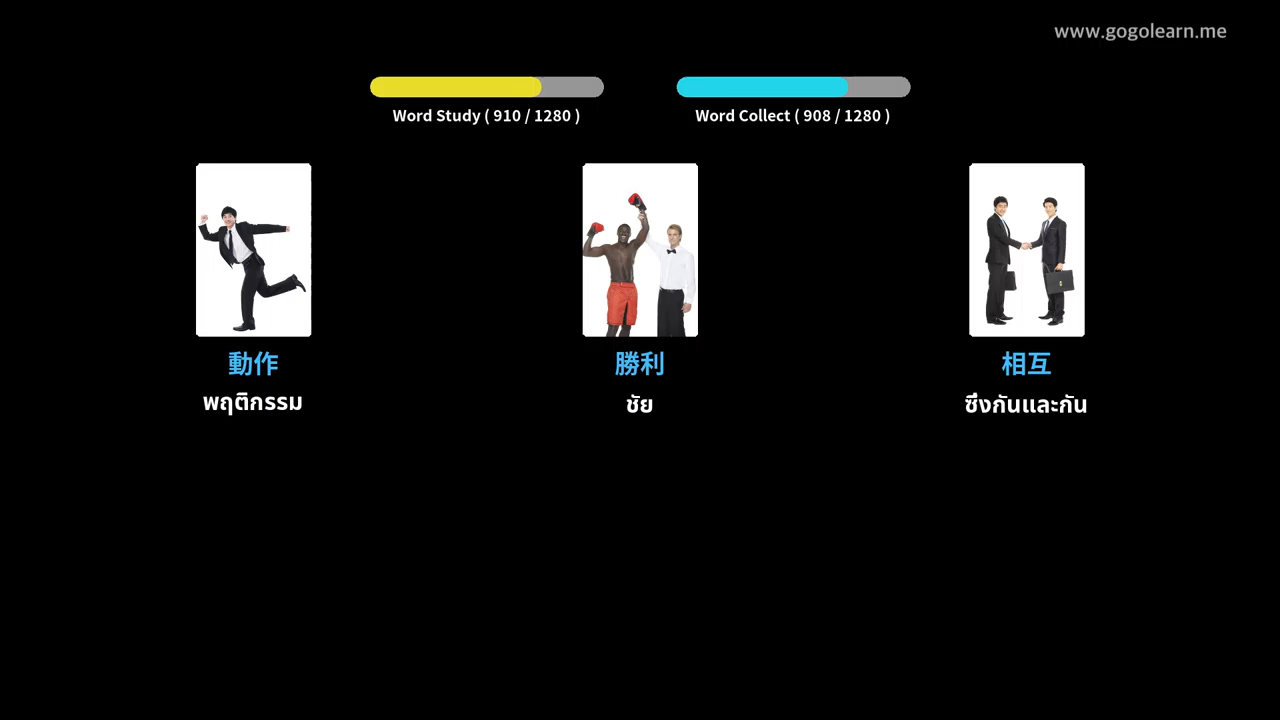 www.gogolearn.me
Word Study ( 910 / 1280 )
Word Collect ( 908 / 1280 )
動作
勝利
相互
พฤติกรรม
ชัย
ซึ่งกันและกัน